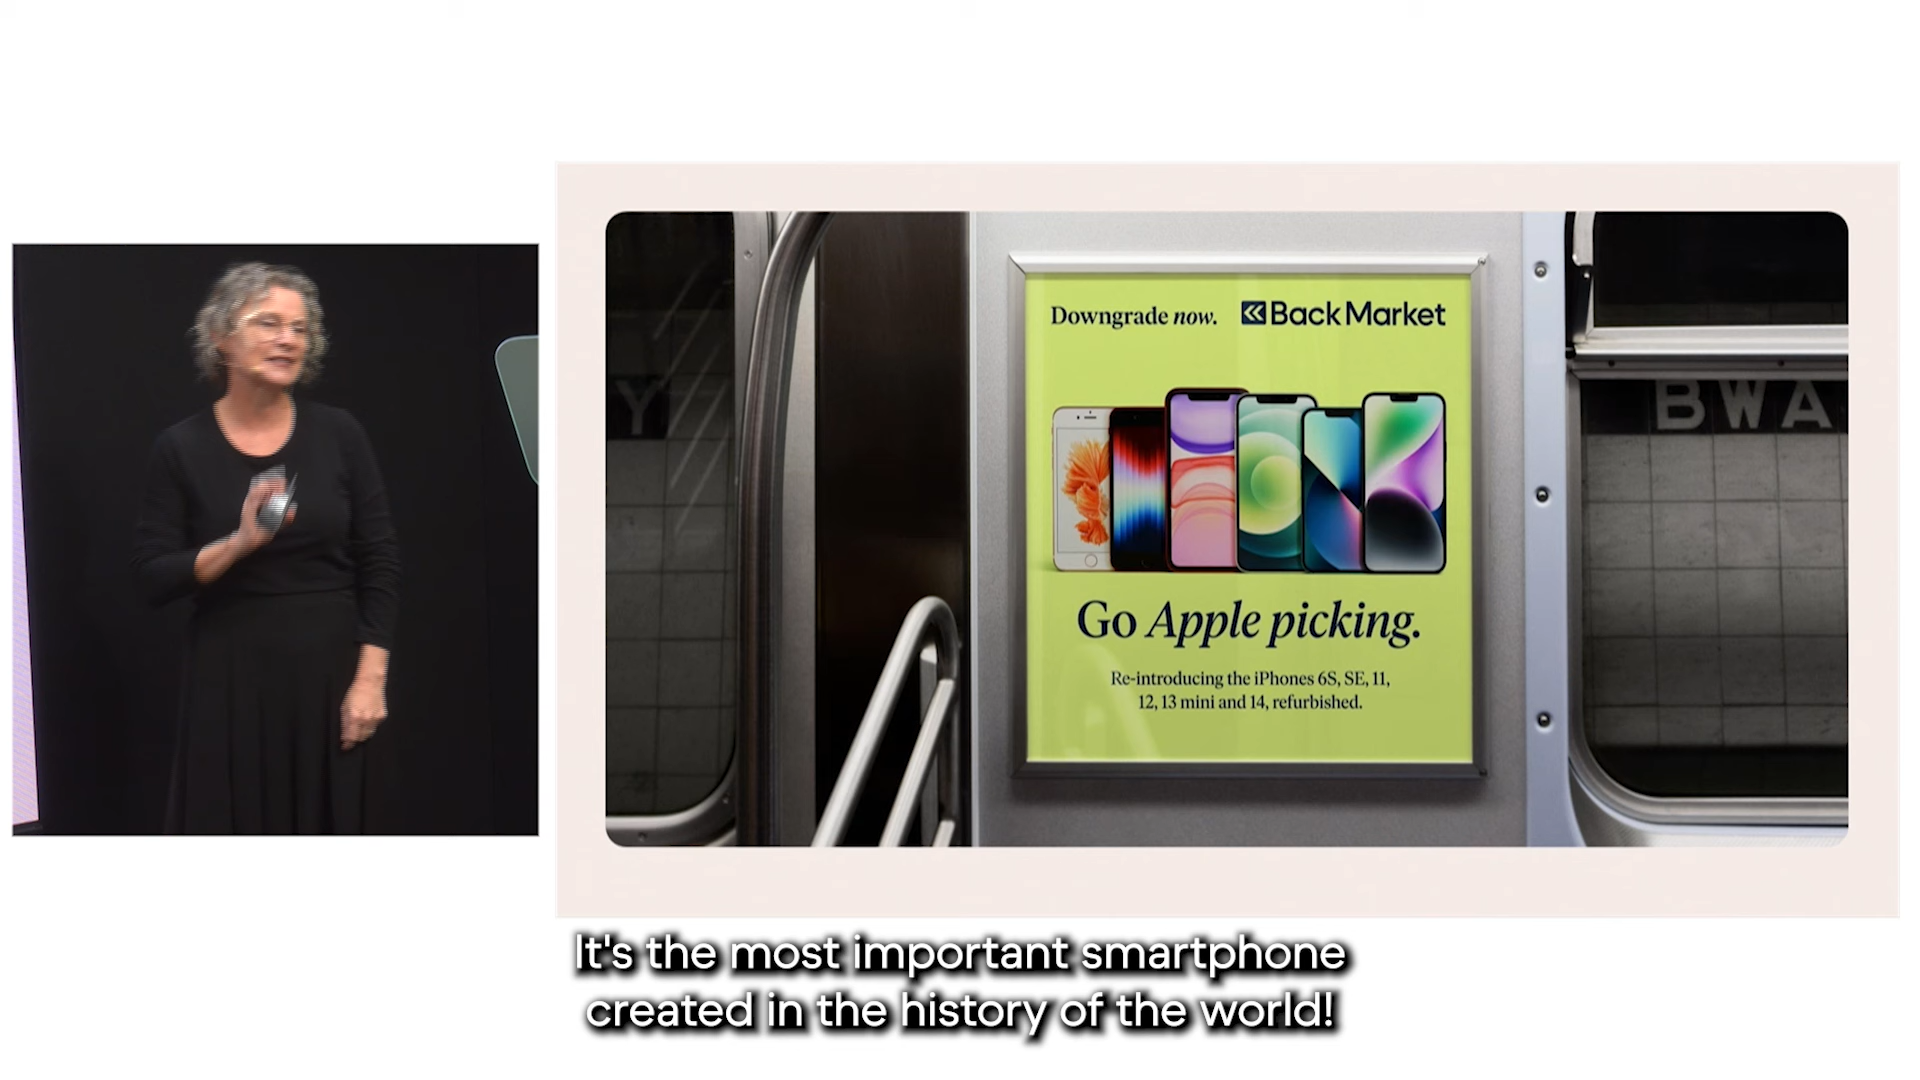 Downgrade now.
Back Market
Go Apple picking.
Re-introducing the iPhones 6S, SE, 11,
12, 13 mini and 14, refurbished.
Y
BWA
It's the most important smartphone
created in the history of the world!